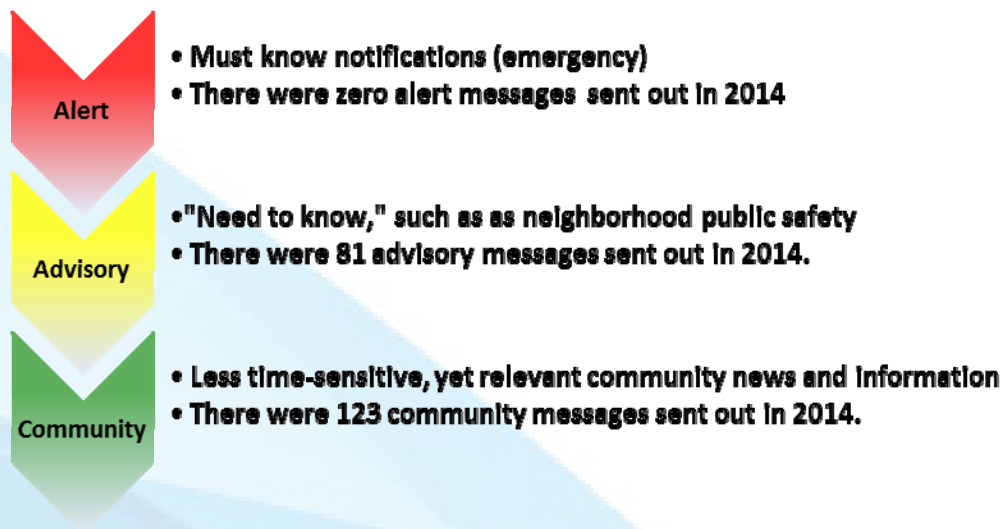 Alert
• Must know notifications (emergency)
• There were zero alert messages sent out in 2014
Advisory
•"Need to know," such as as neighborhood public safety
• There were 81 advisory messages sent out in 2014.
Community
• Less time-sensitive, yet relevant community news and information
• There were 123 community messages sent out in 2014.